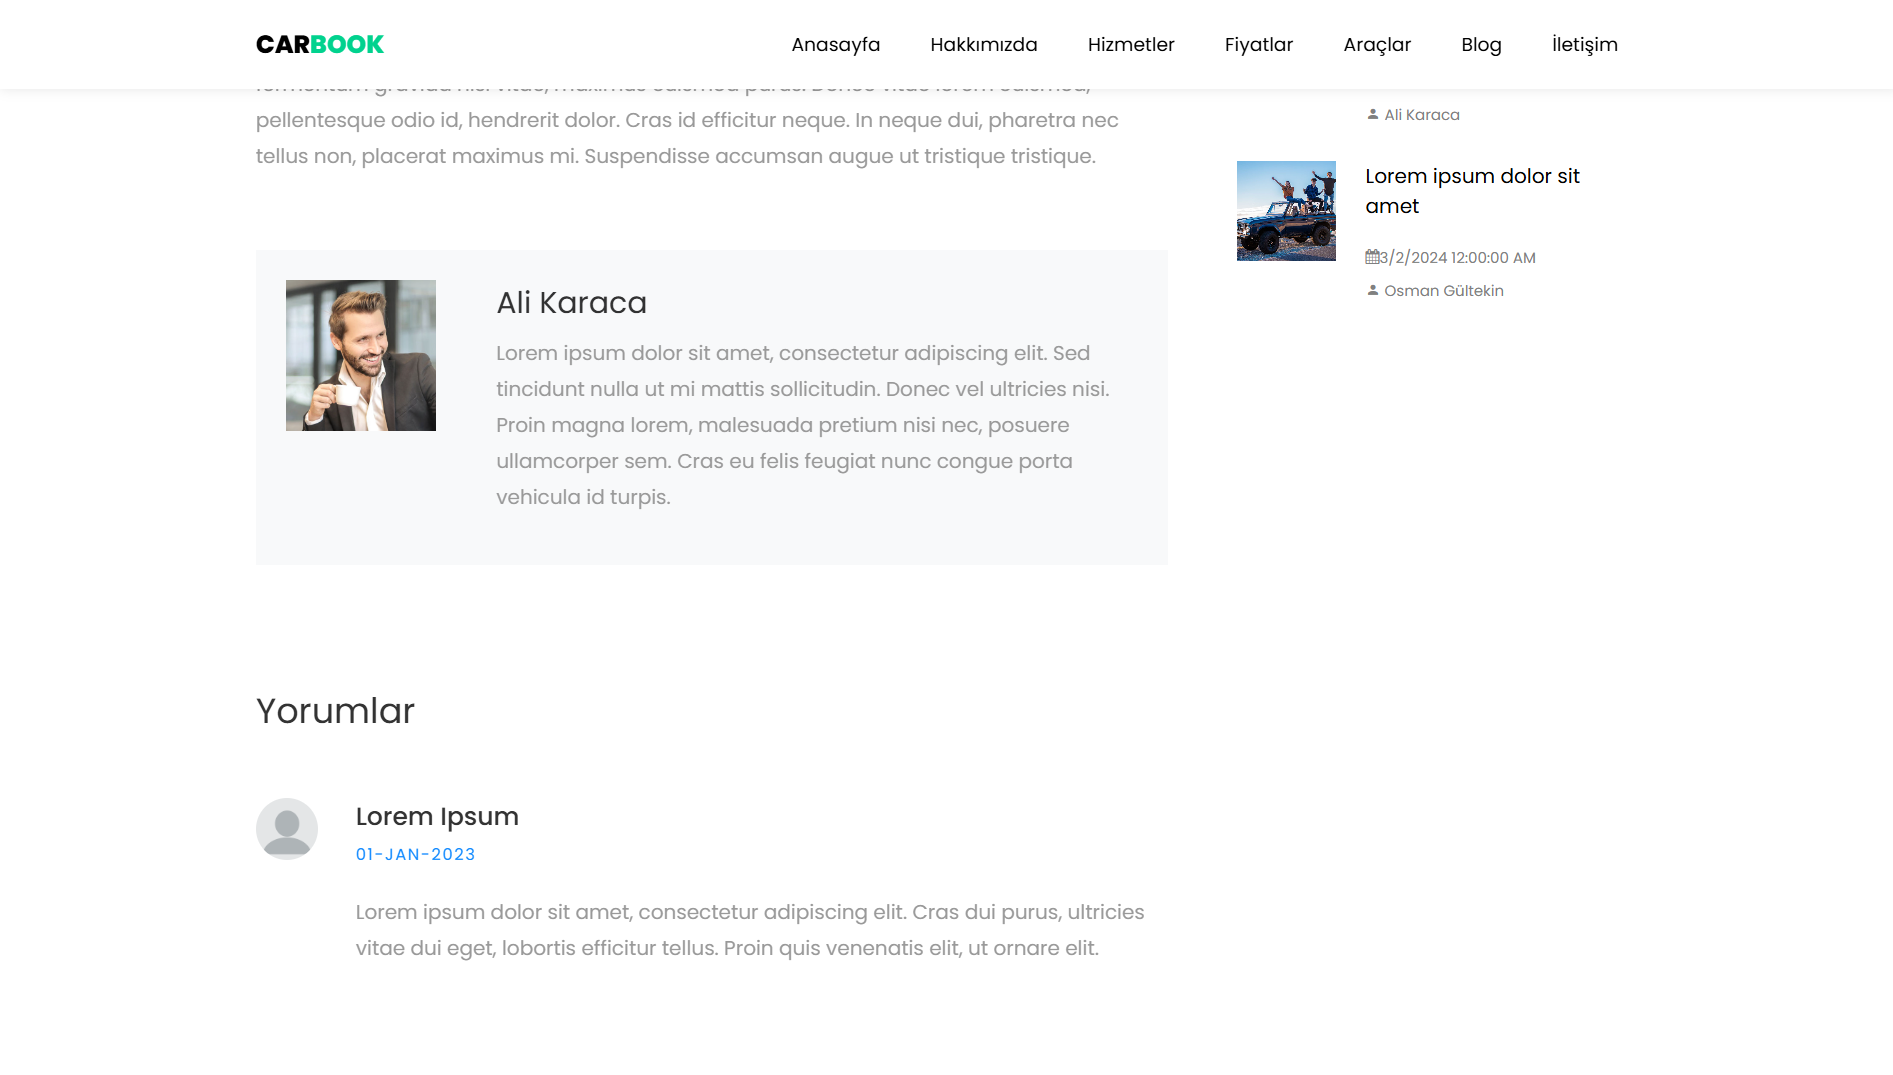 CARBOOK
Anasayfa Hakkımızda Hizmetler Fiyatlar Araçlar Blog İletişim
pellentesque odio id, hendrerit dolor. Cras id efficitur neque. In neque dui, pharetra nec
tellus non, placerat maximus mi. Suspendisse accumsan augue ut tristique tristique.
Ali Karaca
Lorem ipsum dolor sit amet, consectetur adipiscing elit. Sed
tincidunt nulla ut mi mattis sollicitudin. Donec vel ultricies nisi.
Proin magna lorem, malesuada pretium nisi nec, posuere
ullamcorper sem. Cras eu felis feugiat nunc congue porta
vehicula id turpis.
Yorumlar
Lorem Ipsum
01-JAN-2023
Lorem ipsum dolor sit amet, consectetur adipiscing elit. Cras dui purus, ultricies
vitae dui eget, lobortis efficitur tellus. Proin quis venenatis elit, ut ornare elit.
Ali Karaca
Lorem ipsum dolor sit
amet
3/2/2024 12:00:00 AM
Osman Gültekin